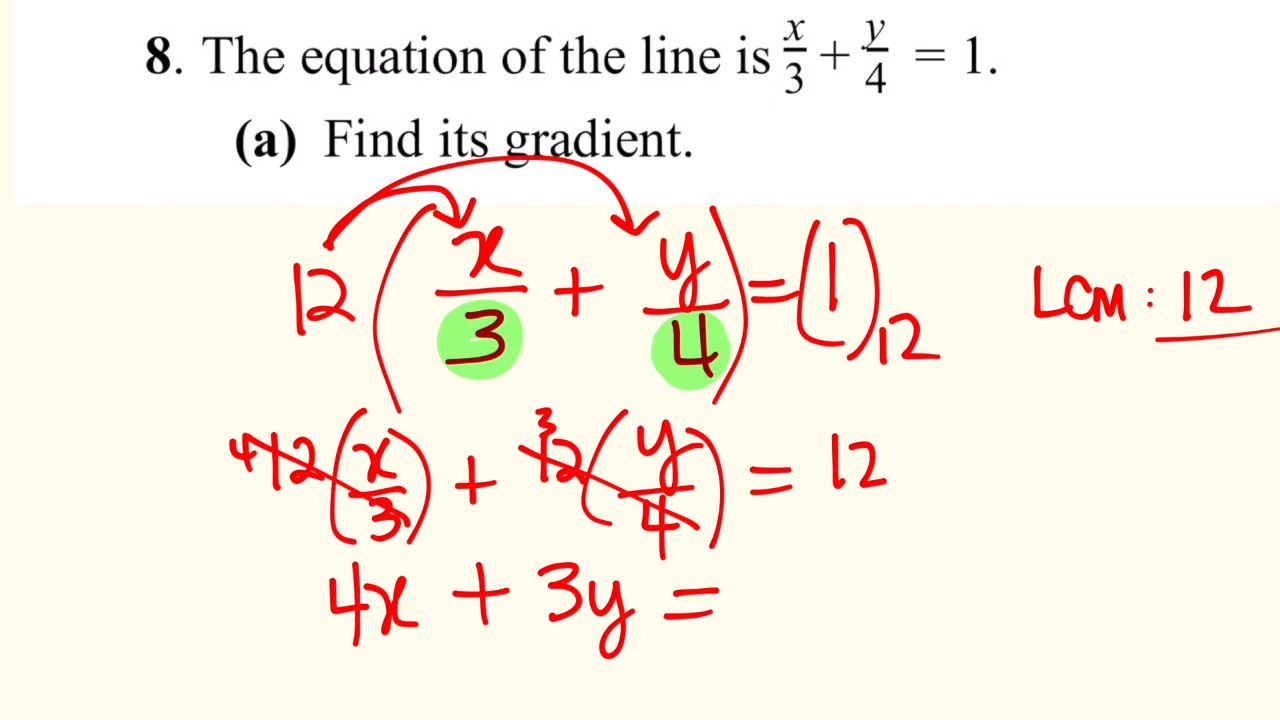 8. The equation of the line is x/3 + y/4 = 1.
(a) Find its gradient.
12 ( x/3 + y/4 ) = (1) 12
LCM : 12
4 12 ( x/3 ) + 3 12 ( y/4 ) = 12
4x + 3y =